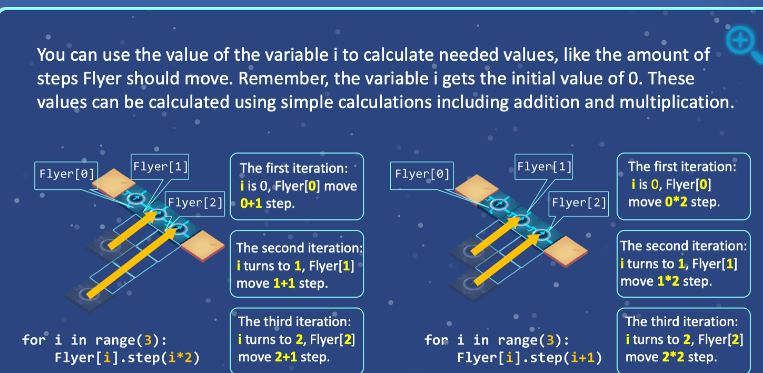 You can use the value of the variable i to calculate needed values, like the amount of
steps Flyer should move. Remember, the variable i gets the initial value of 0. These
values can be calculated using simple calculations including addition and multiplication.
Flyer[0]
Flyer[1]
Flyer[2]
The first iteration:
i is 0, Flyer[0] move
0+1 step.
The second iteration:
i turns to 1, Flyer[1]
move 1+1 step.
The third iteration:
i turns to 2, Flyer[2]
move 2+1 step.
for i in range(3):
    Flyer[i].step(i*2)
Flyer[0]
Flyer[1]
Flyer[2]
The first iteration:
i is 0, Flyer[0]
move 0*2 step.
The second iteration:
i turns to 1, Flyer[1]
move 1*2 step.
The third iteration:
i turns to 2, Flyer[2]
move 2*2 step.
for i in range(3):
    Flyer[i].step(i+1)